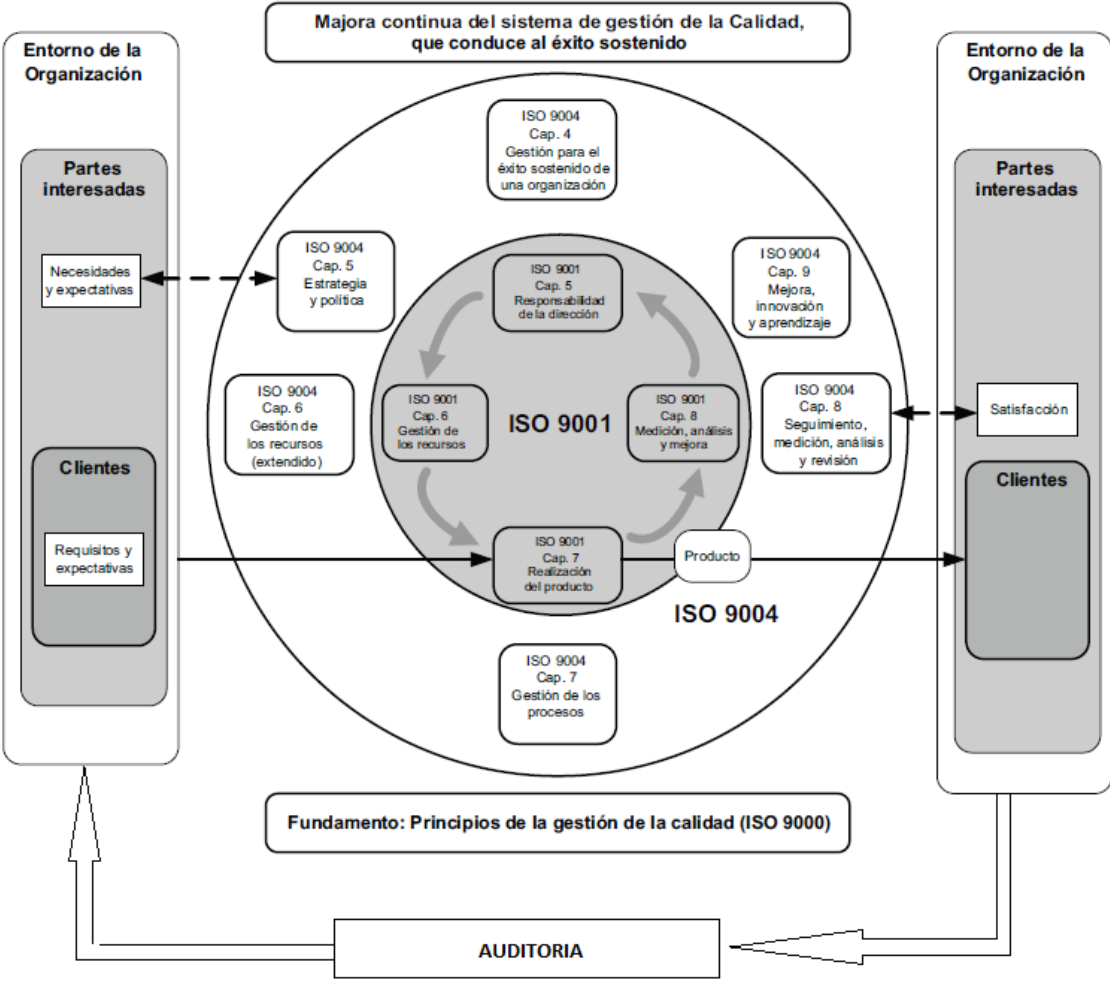 Majora continua del sistema de gestión de la Calidad,
que conduce al éxito sostenido
Entorno de la
Organización
Partes
interesadas
Necesidades
y expectativas
Clientes
Requisitos y
expectativas
ISO 9004
Cap. 4
Gestión para el
éxito sostenido de
una organización
ISO 9004
Cap. 5
Estrategia
y política
ISO 9004
Cap. 6
Gestión de
los recursos
(extendido)
ISO 9001
Cap. 5
Responsabilidad
de la dirección
ISO 9001
Cap. 6
Gestión de
los recursos
ISO 9001
ISO 9001
Cap. 8
Medición, análisis
y mejora
ISO 9001
Cap. 7
Realización
del producto
Producto
ISO 9004
ISO 9004
Cap. 9
Mejora,
innovación
y aprendizaje
ISO 9004
Cap. 8
Seguimiento,
medición, análisis
y revisión
ISO 9004
Cap. 7
Gestión de los
procesos
Entorno de la
Organización
Partes
interesadas
Satisfacción
Clientes
Fundamento: Principios de la gestión de la calidad (ISO 9000)
AUDITORIA